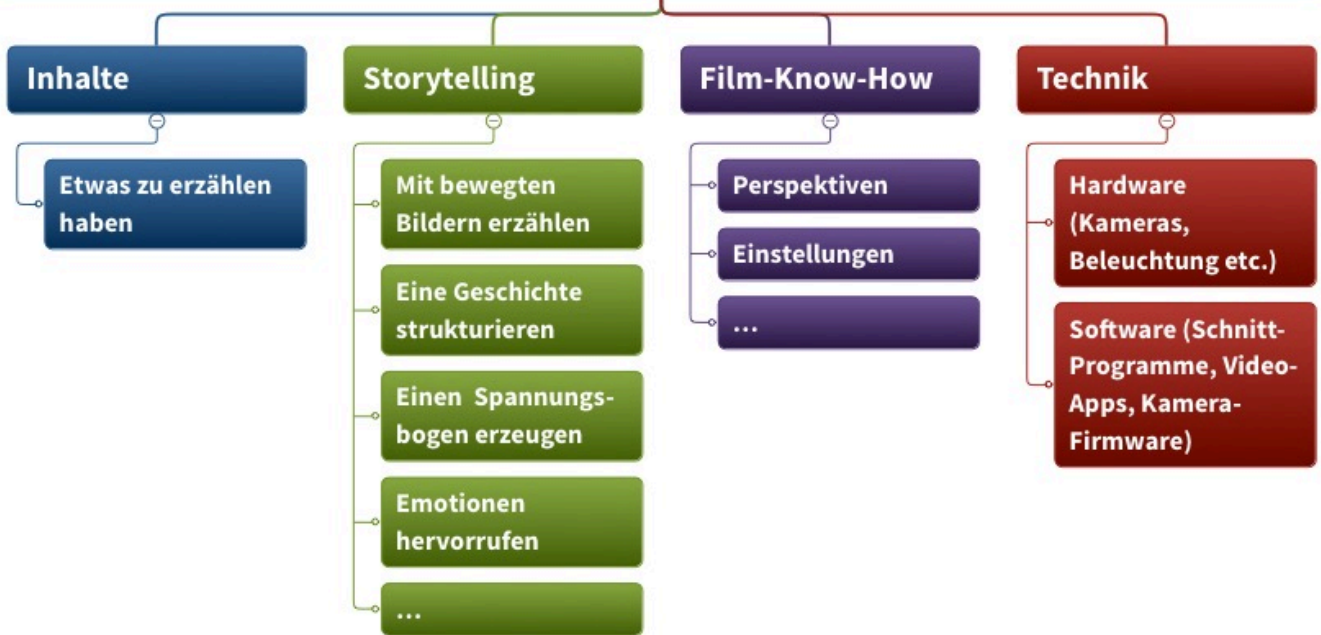 Inhalte
Etwas zu erzählen
haben
Storytelling
Mit bewegten
Bildern erzählen
Eine Geschichte
strukturieren
Einen  Spannungs-
bogen erzeugen
Emotionen
hervorrufen
...
Film-Know-How
Perspektiven
Einstellungen
...
Technik
Hardware
(Kameras,
Beleuchtung etc.)
Software (Schnitt-
Programme, Video-
Apps, Kamera-
Firmware)